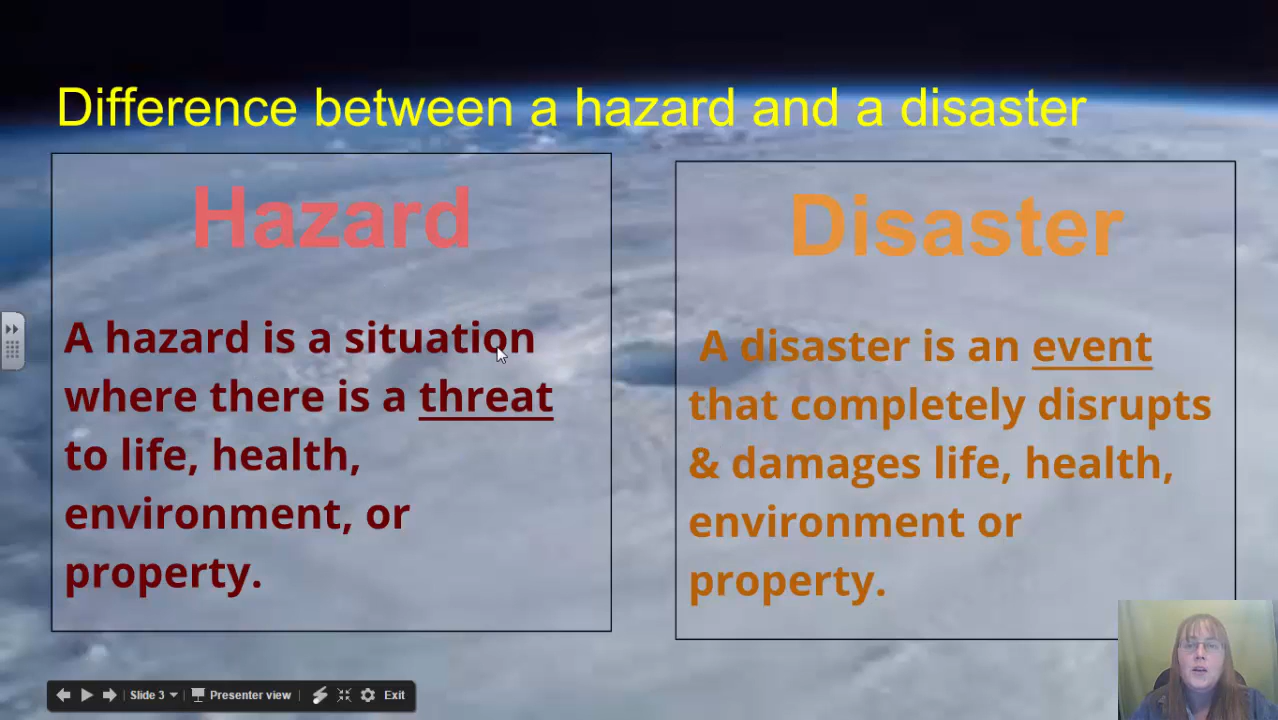 Difference between a hazard and a disaster
Hazard
A hazard is a situation
where there is a threat
to life, health,
environment, or
property.
Disaster
A disaster is an event
that completely disrupts
& damages life, health,
environment or
property.
Slide 3
Presenter view
Exit